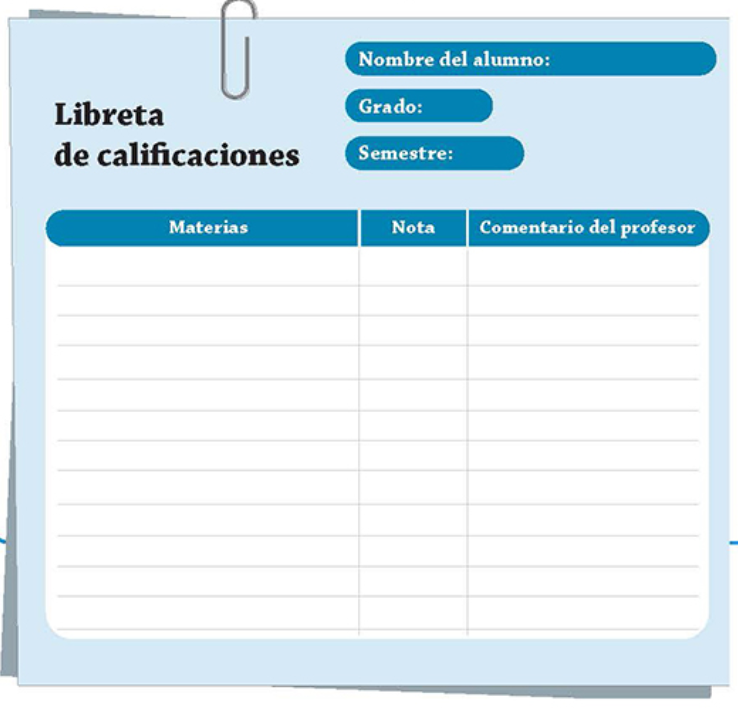 Libreta
de calificaciones
Nombre del alumno:
Grado:
Semestre:
Materias Nota Comentario del profesor